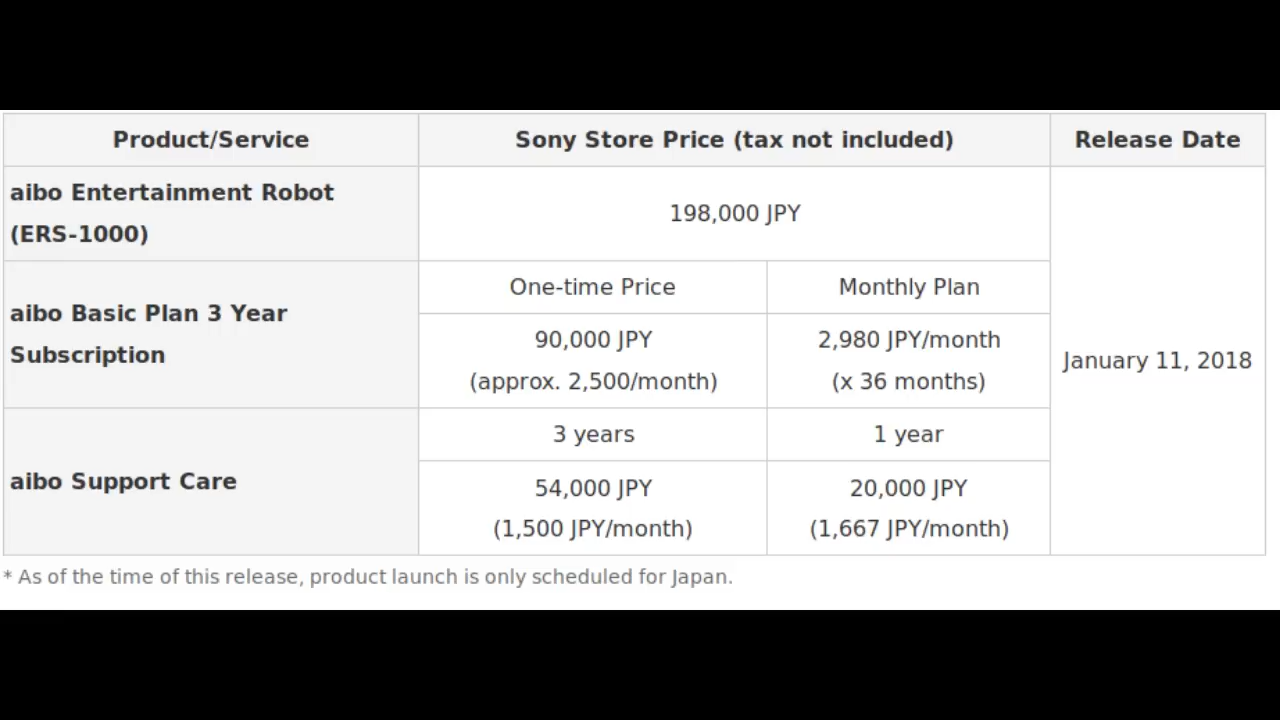 Product/Service
Sony Store Price (tax not included)
Release Date
aibo Entertainment Robot
(ERS-1000)
198,000 JPY
January 11, 2018
aibo Basic Plan 3 Year
Subscription
One-time Price
Monthly Plan
90,000 JPY
(approx. 2,500/month)
2,980 JPY/month
(x 36 months)
aibo Support Care
3 years
1 year
54,000 JPY
(1,500 JPY/month)
20,000 JPY
(1,667 JPY/month)
* As of the time of this release, product launch is only scheduled for Japan.